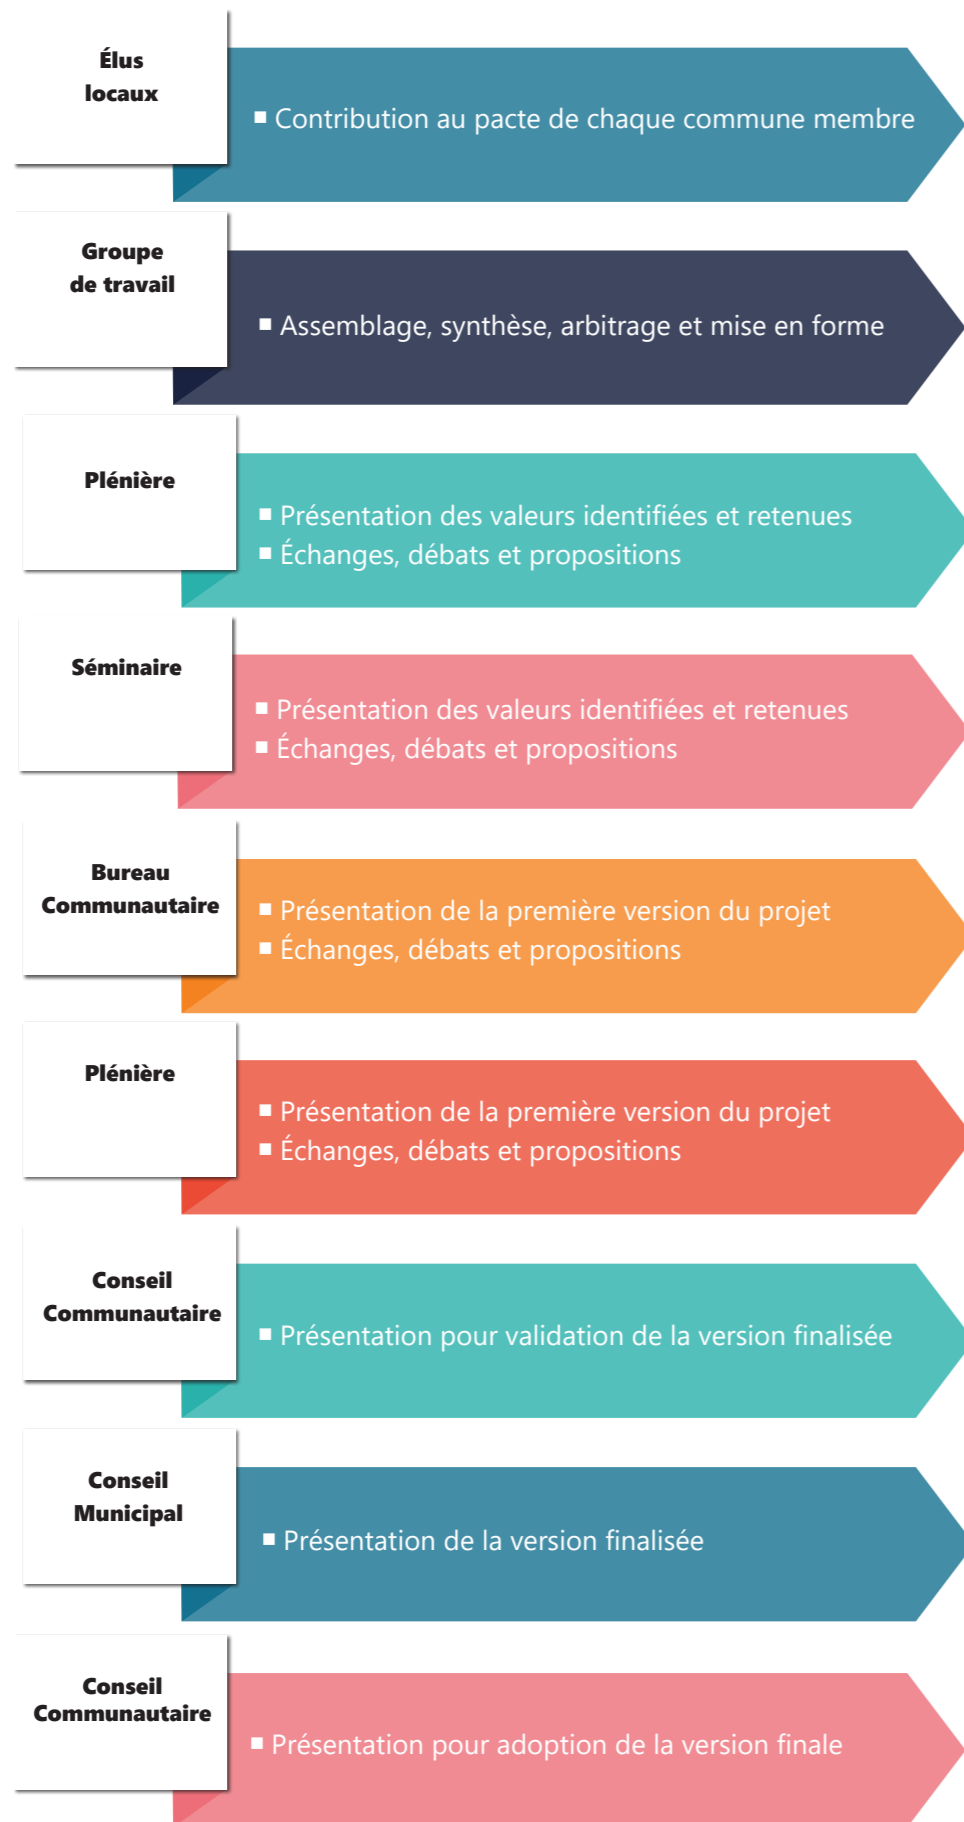 Élus
locaux
▪ Contribution au pacte de chaque commune membre
Groupe
de travail
▪ Assemblage, synthèse, arbitrage et mise en forme
Plénière
▪ Présentation des valeurs identifiées et retenues
▪ Échanges, débats et propositions
Séminaire
▪ Présentation des valeurs identifiées et retenues
▪ Échanges, débats et propositions
Bureau
Communautaire
▪ Présentation de la première version du projet
▪ Échanges, débats et propositions
Plénière
▪ Présentation de la première version du projet
▪ Échanges, débats et propositions
Conseil
Communautaire
▪ Présentation pour validation de la version finalisée
Conseil
Municipal
▪ Présentation de la version finalisée
Conseil
Communautaire
▪ Présentation pour adoption de la version finale